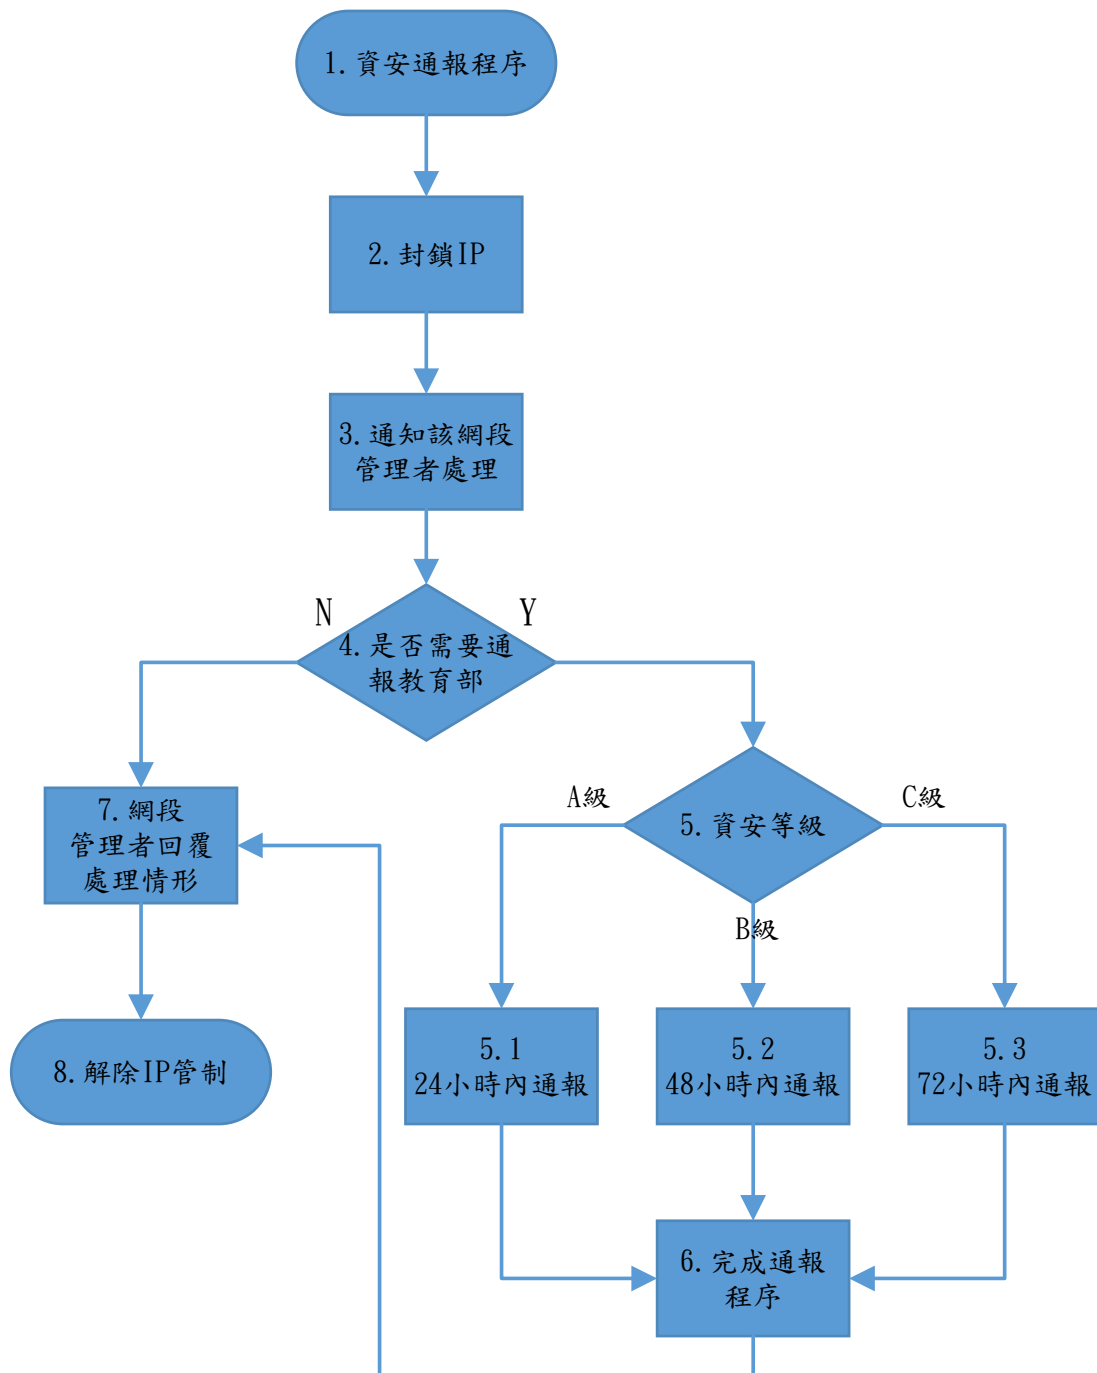 1.資安通報程序
2.封鎖IP
3.通知該網段
管理者處理
N
Y
4.是否需要通
報教育部
7.網段
管理者回覆
處理情形
A級
C級
5.資安等級
B級
8.解除IP管制
5.1
24小時內通報
5.2
48小時內通報
5.3
72小時內通報
6.完成通報
程序